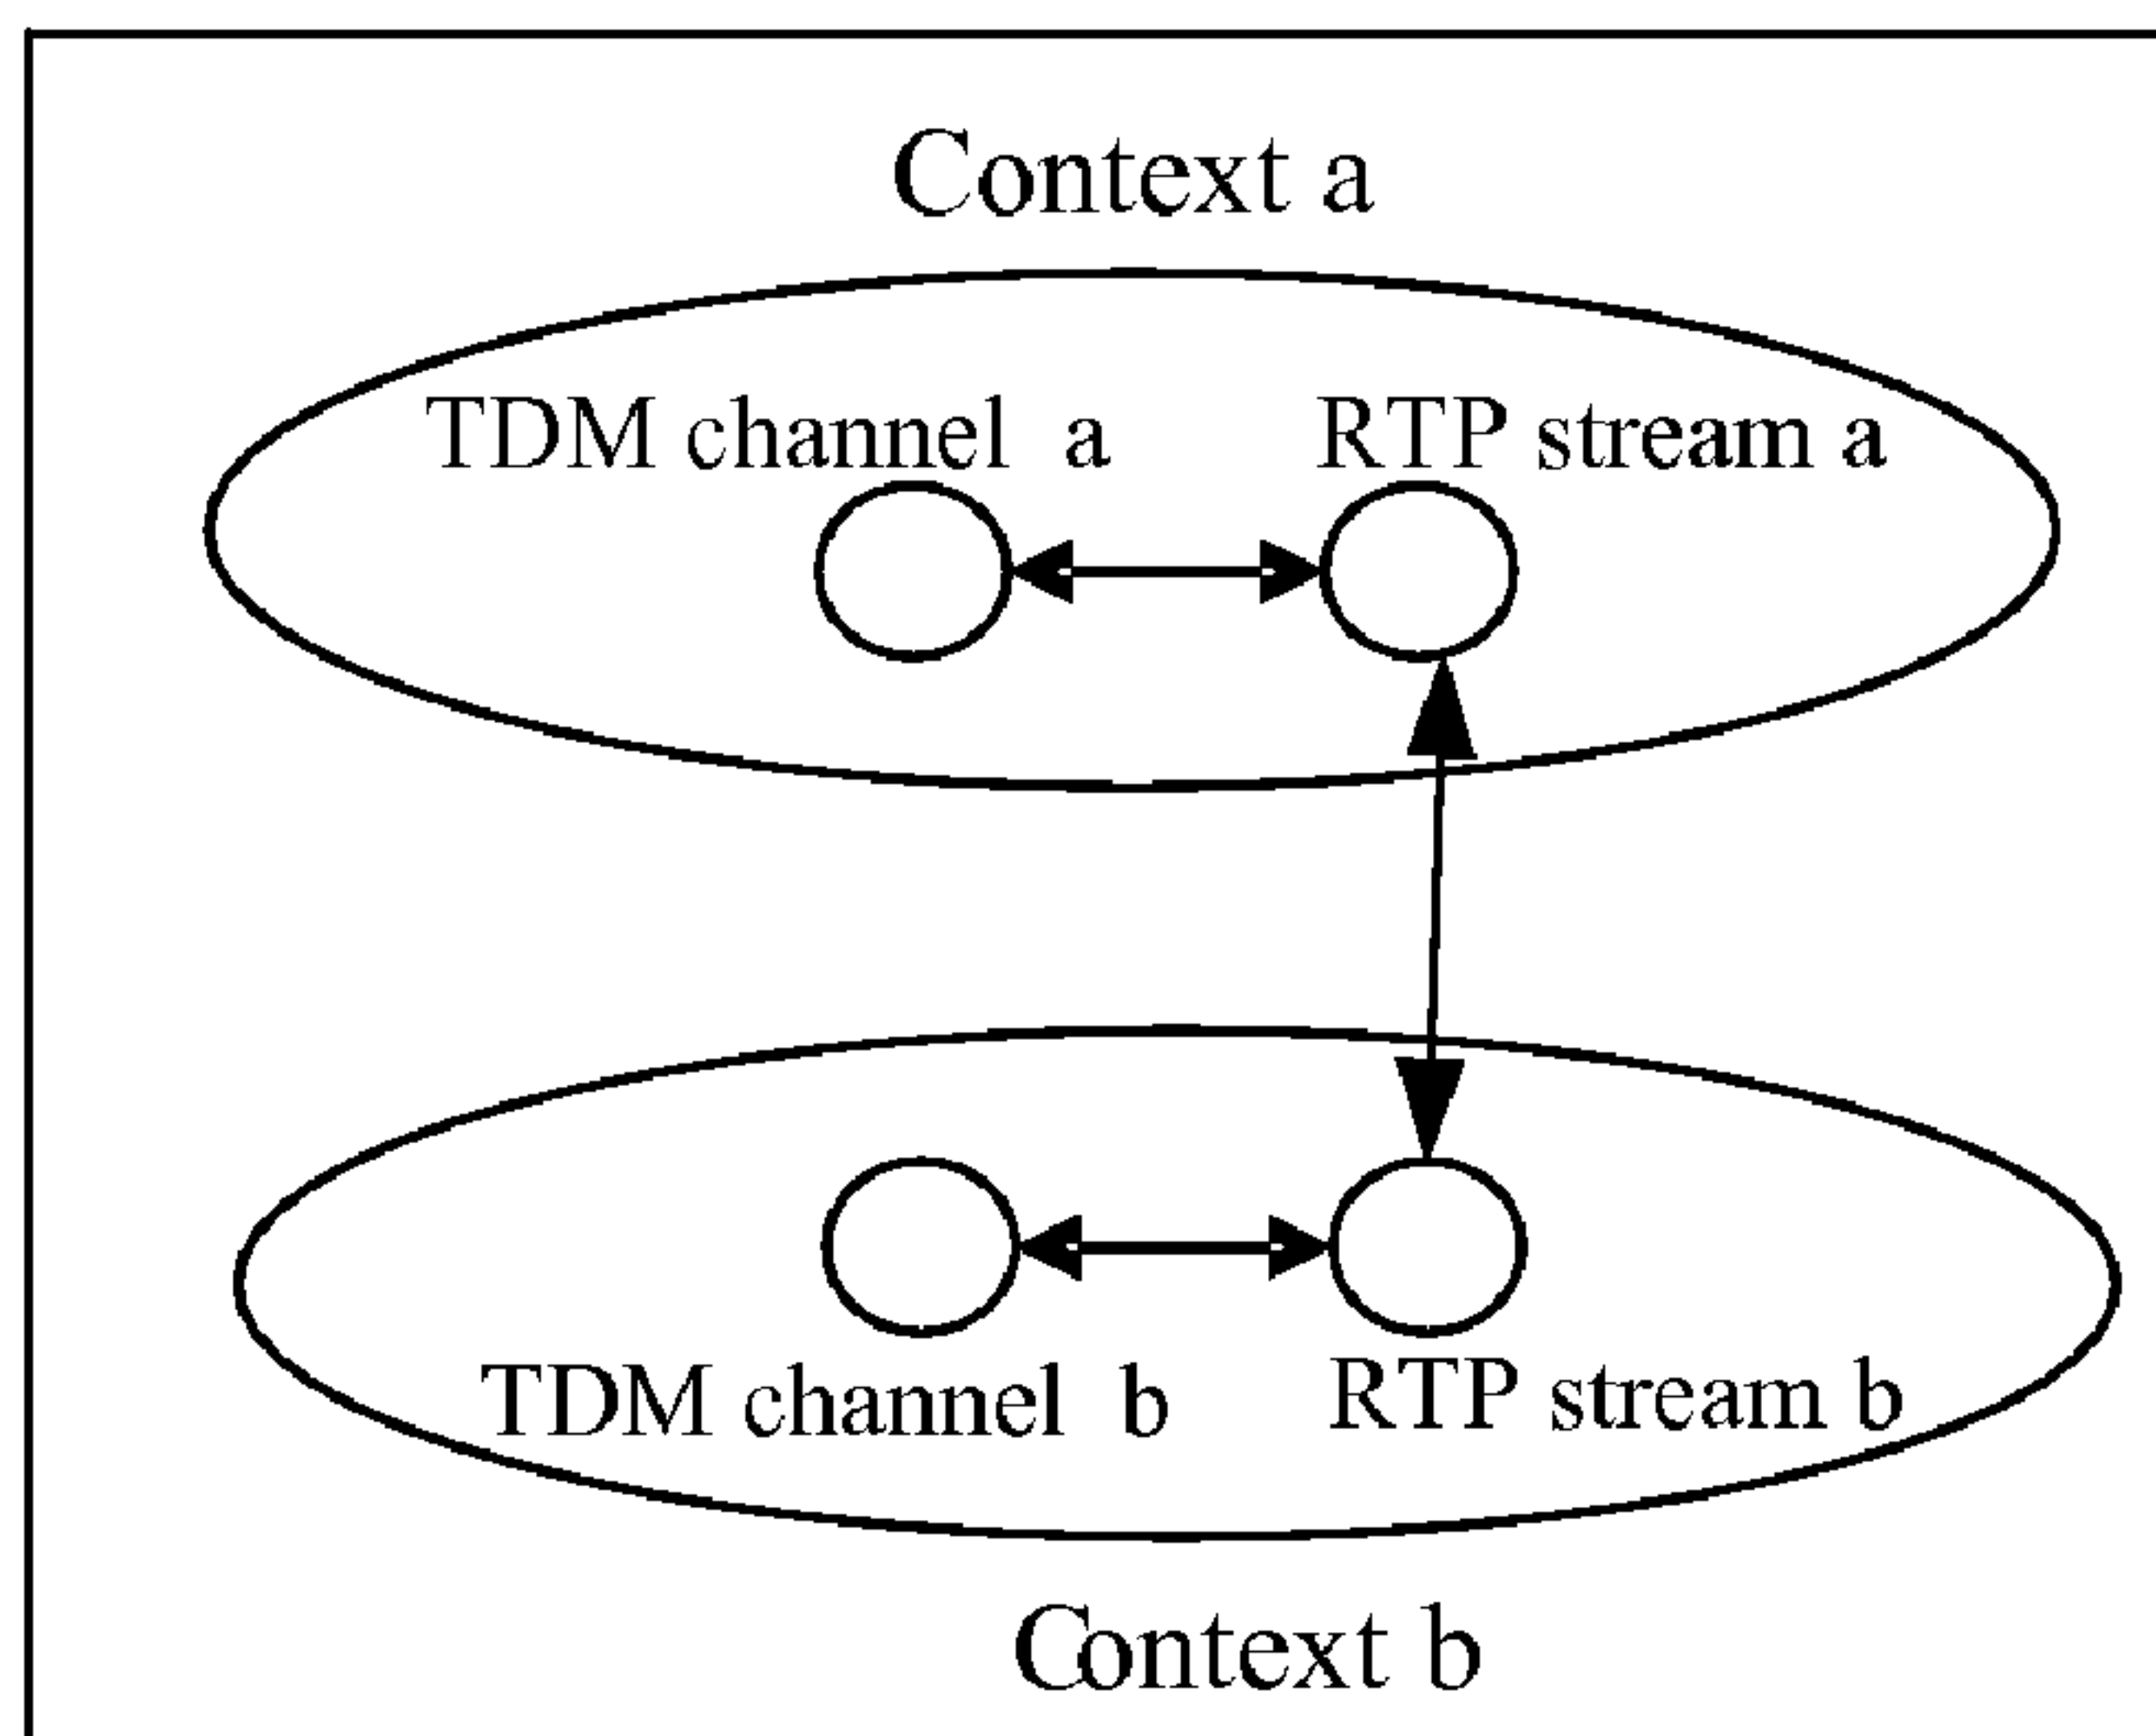 Context a
TDM channel a
RTP stream a
TDM channel b
RTP stream b
Context b